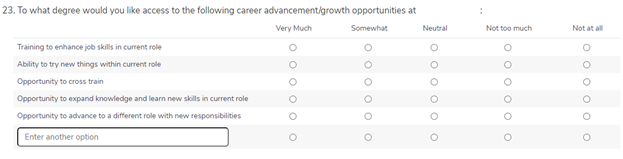 23. To what degree would you like access to the following career advancement/growth opportunities at :
Very Much Somewhat Neutral Not too much Not at all
Training to enhance job skills in current role
Ability to try new things within current role
Opportunity to cross train
Opportunity to expand knowledge and learn new skills in current role
Opportunity to advance to a different role with new responsibilities
Enter another option